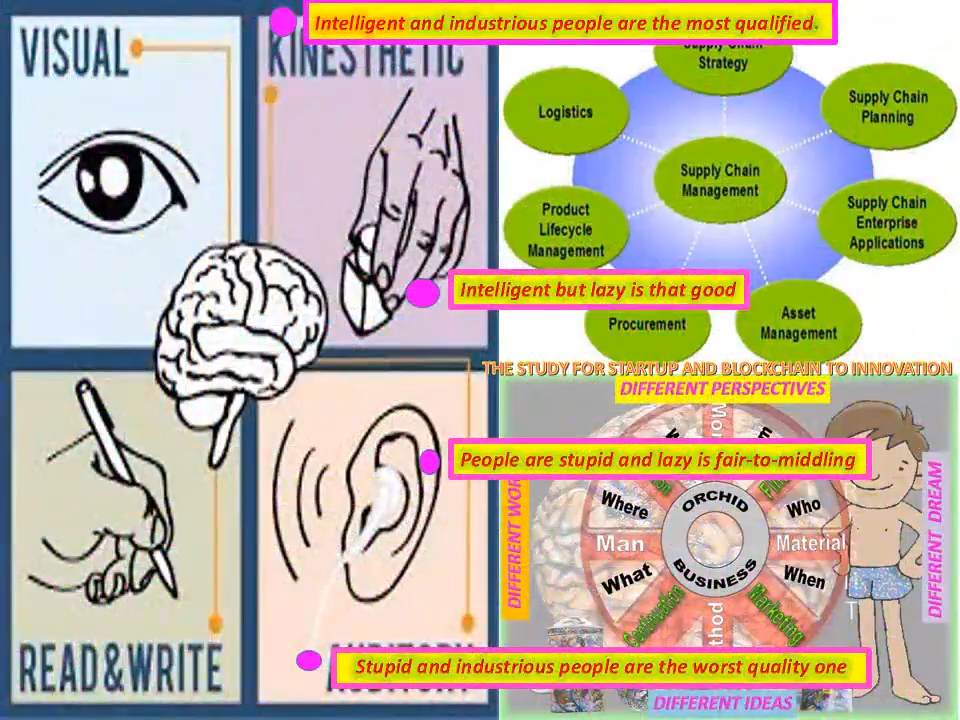 Intelligent and industrious people are the most qualified.
VISUAL
KINESTHETIC
Supply Chain
Strategy
Logistics
Supply Chain
Planning
Supply Chain
Management
Product
Lifecycle
Management
Supply Chain
Enterprise
Applications
Intelligent but lazy is that good
Procurement
Asset
Management
THE STUDY FOR STARTUP AND BLOCKCHAIN TO INNOVATION
DIFFERENT PERSPECTIVES
People are stupid and lazy is fair-to-middling
DIFFERENT
DIFFERENT DREAM
ORCHID
BUSINESS
Where
Who
Man
Material
What
When
Marketing
Stupid and industrious people are the worst quality one
READ&WRITE
AUDITORY
DIFFERENT IDEAS